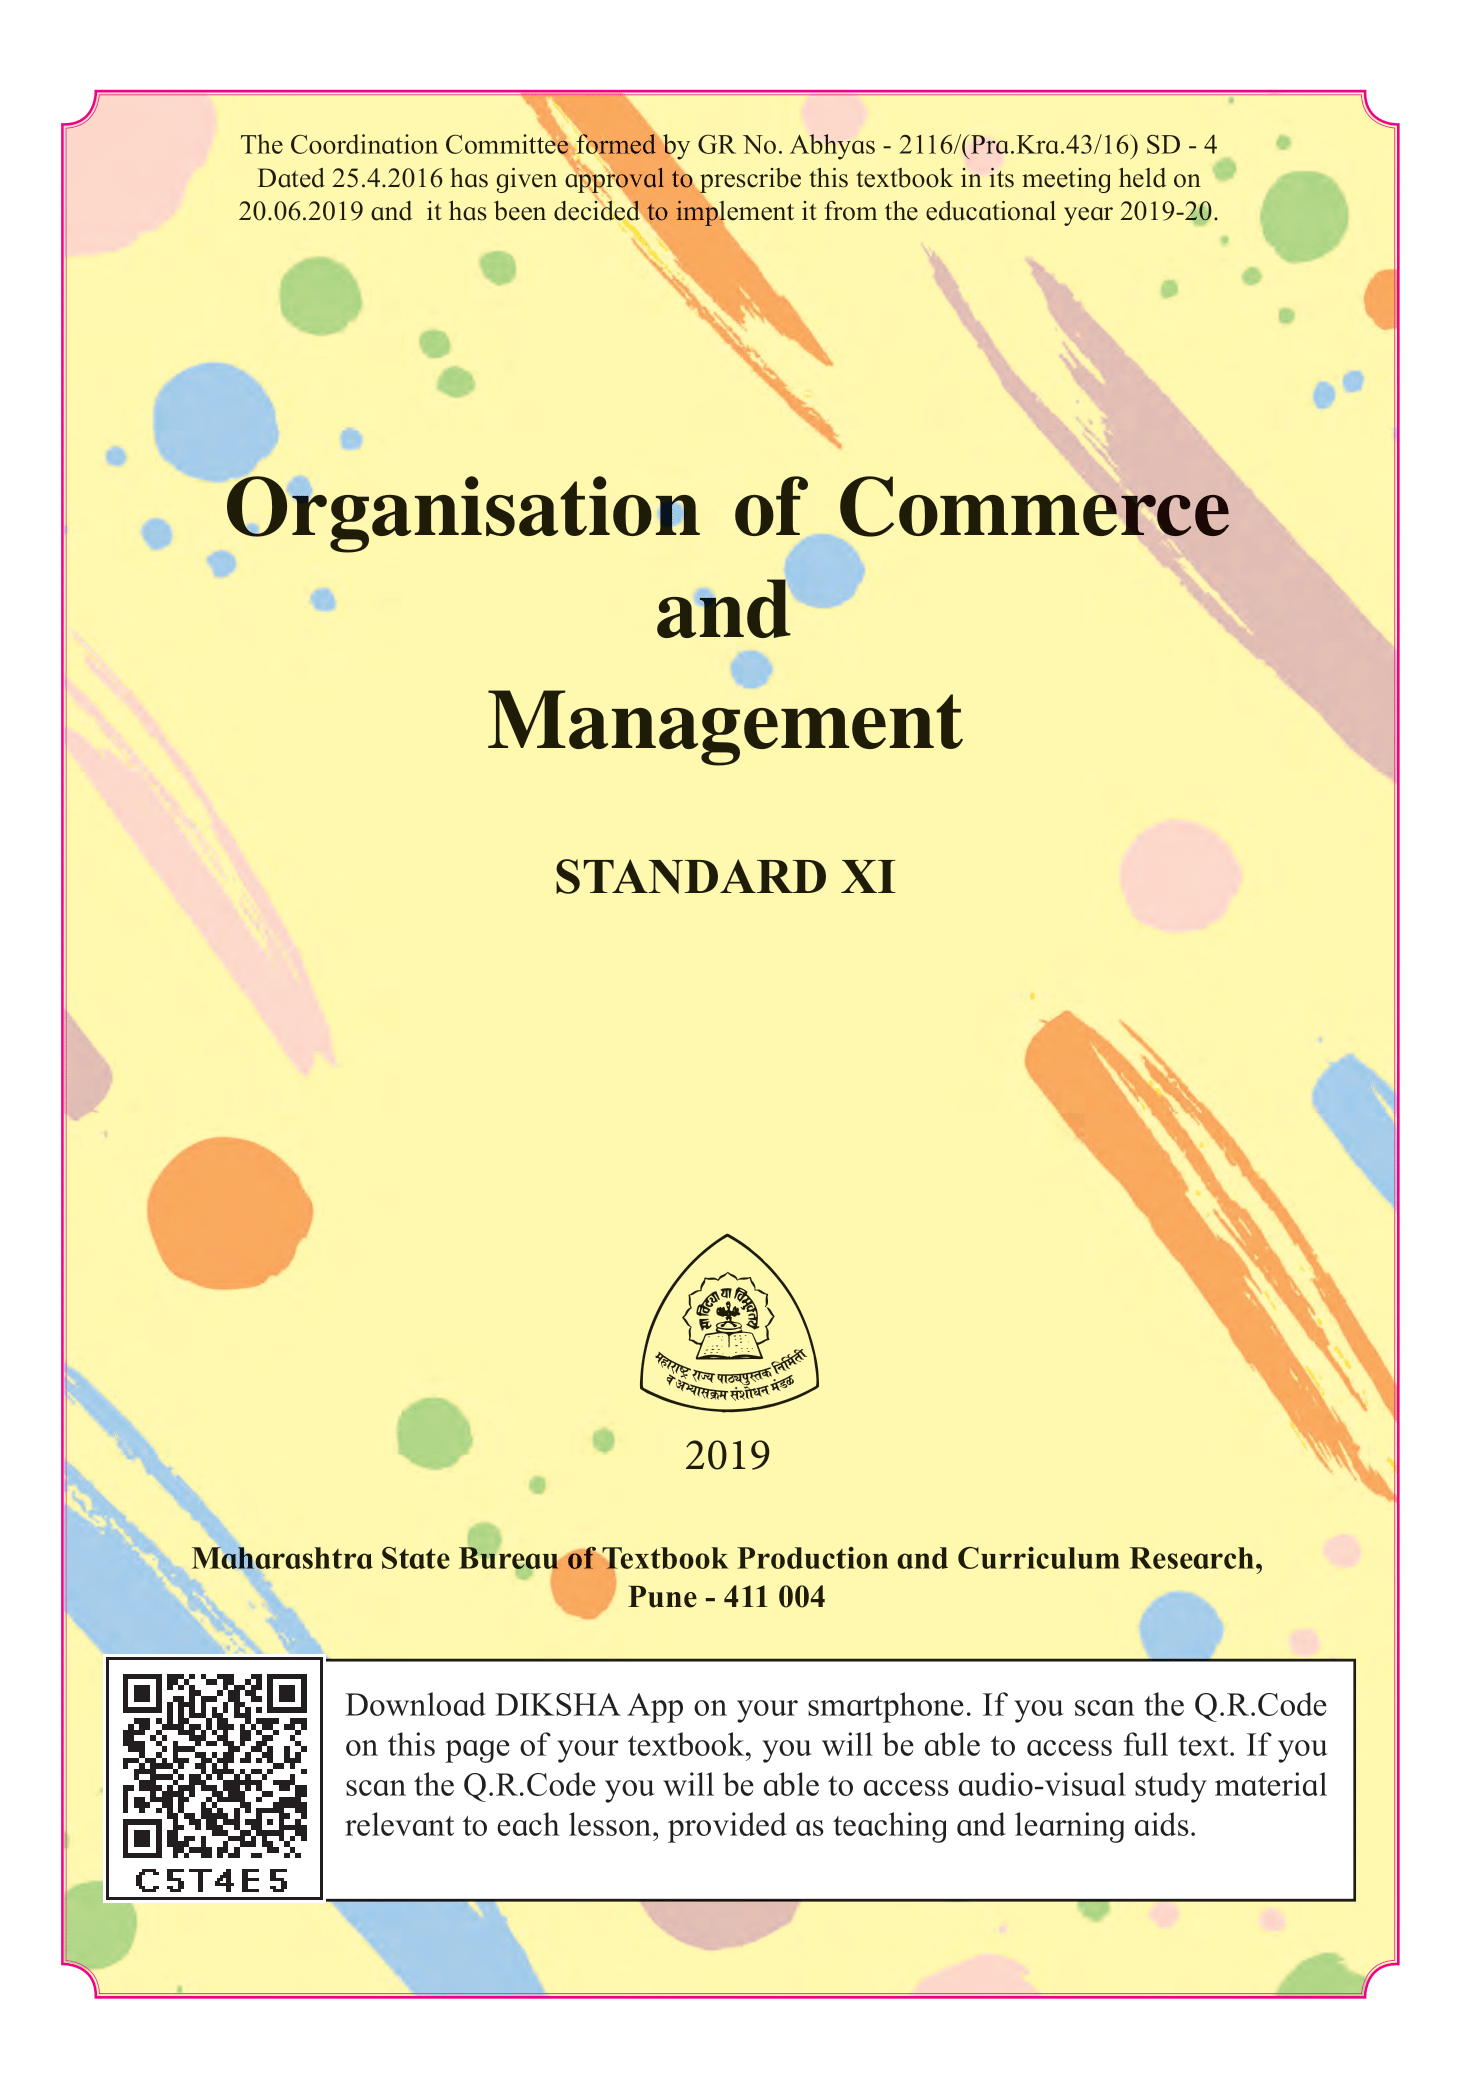 The Coordination Committee formed by GR No. Abhyas - 2116/(Pra.Kra.43/16) SD - 4
Dated 25.4.2016 has given approval to prescribe this textbook in its meeting held on
20.06.2019 and it has been decided to implement it from the educational year 2019-20.
Organisation of Commerce
and
Management
STANDARD XI
सा विद्या या विमुक्तये
महाराष्ट्र राज्य पाठ्यपुस्तक निर्मिती
व अभ्यासक्रम संशोधन मंडळ
2019
Maharashtra State Bureau of Textbook Production and Curriculum Research,
Pune - 411 004
Download DIKSHA App on your smartphone. If you scan the Q.R.Code
on this page of your textbook, you will be able to access full text. If you
scan the Q.R.Code you will be able to access audio-visual study material
relevant to each lesson, provided as teaching and learning aids.
C5T4E5